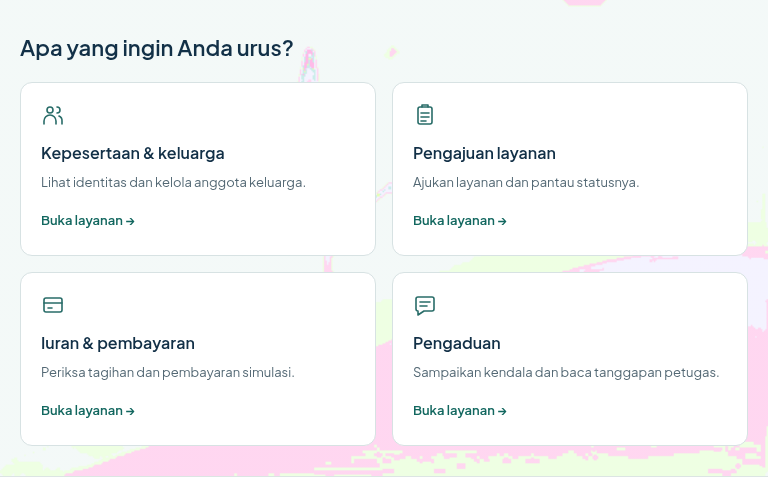 Apa yang ingin Anda urus?
Kepesertaan & keluarga
Lihat identitas dan kelola anggota keluarga.
Buka layanan →
Pengajuan layanan
Ajukan layanan dan pantau statusnya.
Buka layanan →
Iuran & pembayaran
Periksa tagihan dan pembayaran simulasi.
Buka layanan →
Pengaduan
Sampaikan kendala dan baca tanggapan petugas.
Buka layanan →